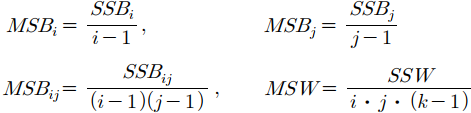 MSB_i = SSB_i / (i − 1) ,    MSB_j = SSB_j / (j − 1)
MSB_ij = SSB_ij / ((i − 1)(j − 1)) ,    MSW = SSW / (i · j · (k − 1))